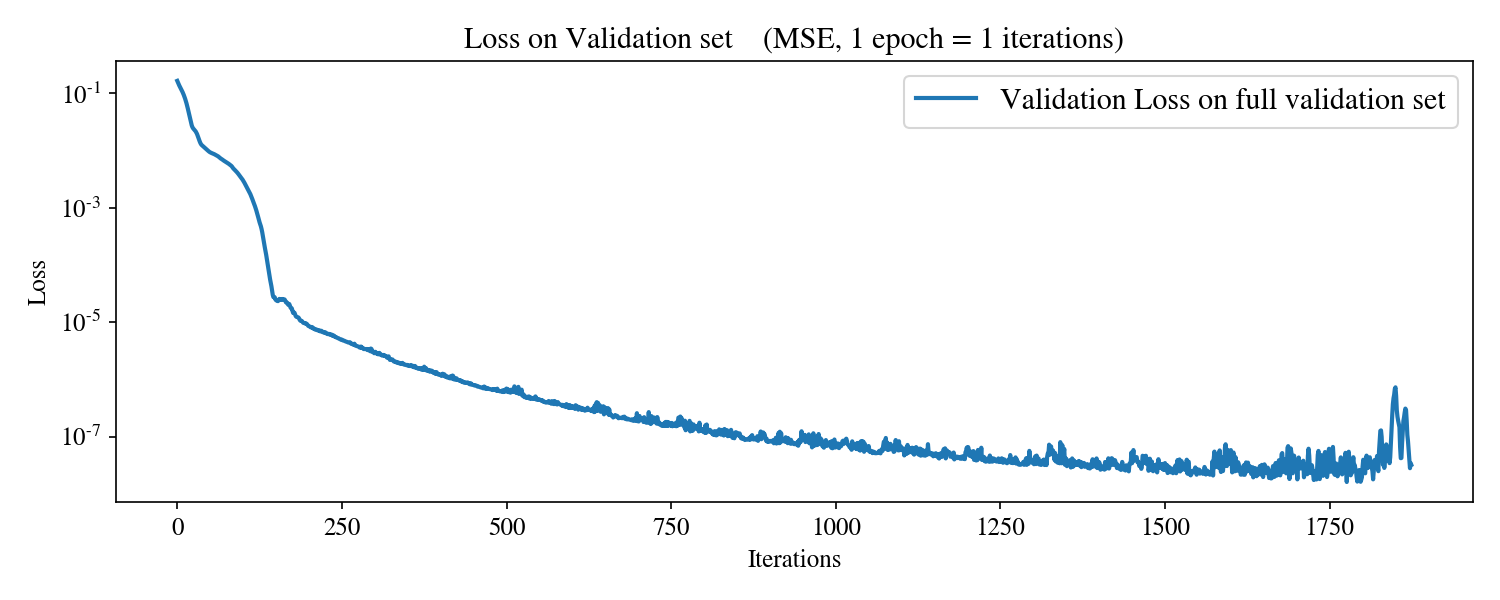 Loss on Validation set (MSE, 1 epoch = 1 iterations)
Validation Loss on full validation set
10⁻¹
10⁻³
10⁻⁵
10⁻⁷
Loss
0 250 500 750 1000 1250 1500 1750
Iterations